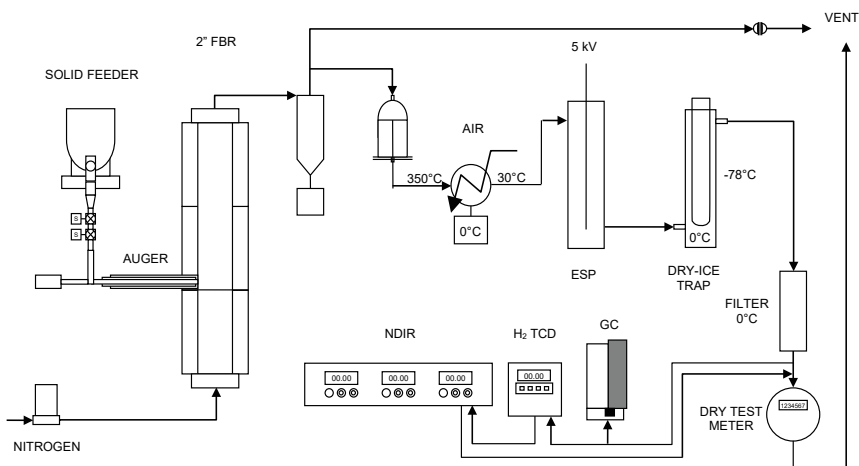 VENT
2” FBR
5 kV
SOLID FEEDER
AIR
350°C
30°C
-78°C
S
S
0°C
0°C
AUGER
ESP
DRY-ICE
TRAP
FILTER
0°C
NDIR
H₂ TCD
GC
00.00
00.00
00.00
00.00
1234567
DRY TEST
METER
NITROGEN